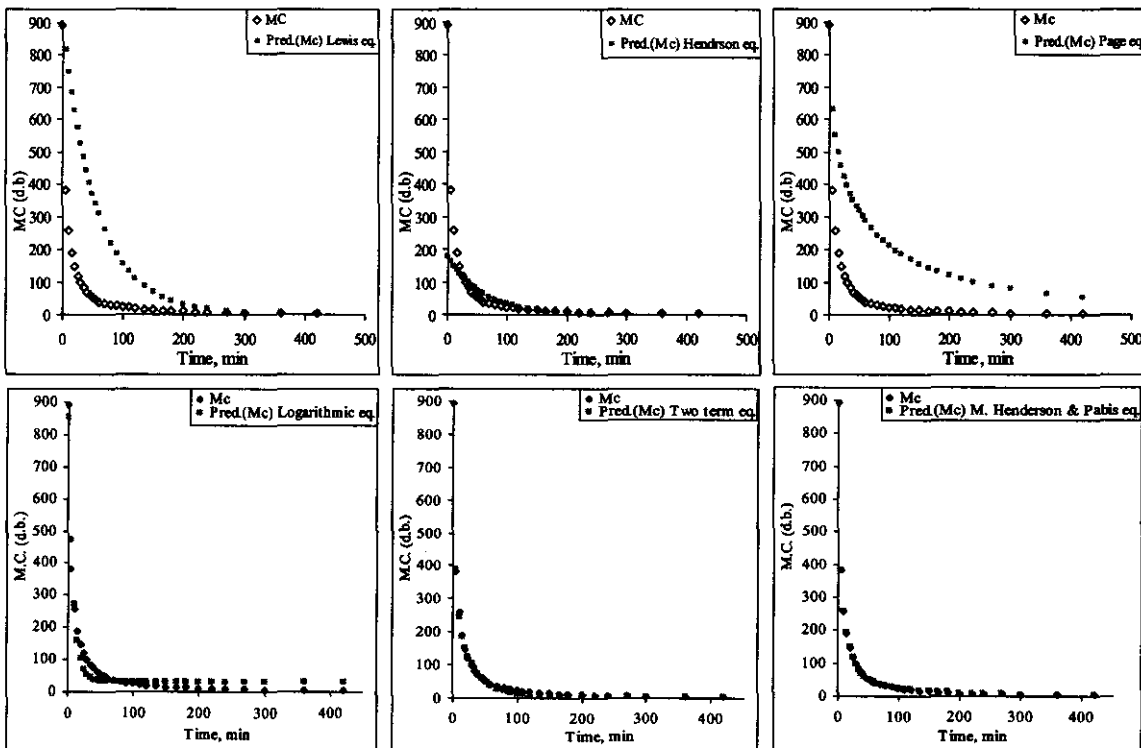 900
800
700
600
500
400
300
200
100
0
MC (d.b)
0 100 200 300 400 500
Time, min
MC
Pred.(Mc) Lewis eq.
900
800
700
600
500
400
300
200
100
0
MC (d.b)
0 100 200 300 400 500
Time, min
MC
Pred.(Mc) Hendrson eq.
900
800
700
600
500
400
300
200
100
0
MC (d.b)
0 100 200 300 400 500
Time, min
MC
Pred.(Mc) Page eq.
900
800
700
600
500
400
300
200
100
0
M.C. (d.b.)
0 100 200 300 400
Time, min
Mc
Pred.(Mc) Logarithmic eq.
900
800
700
600
500
400
300
200
100
0
M.C. (d.b.)
0 100 200 300 400
Time, min
Mc
Pred.(Mc) Two term eq.
900
800
700
600
500
400
300
200
100
0
M.C. (d.b.)
0 100 200 300 400
Time, min
Mc
Pred.(Mc) M. Henderson & Pabis eq.